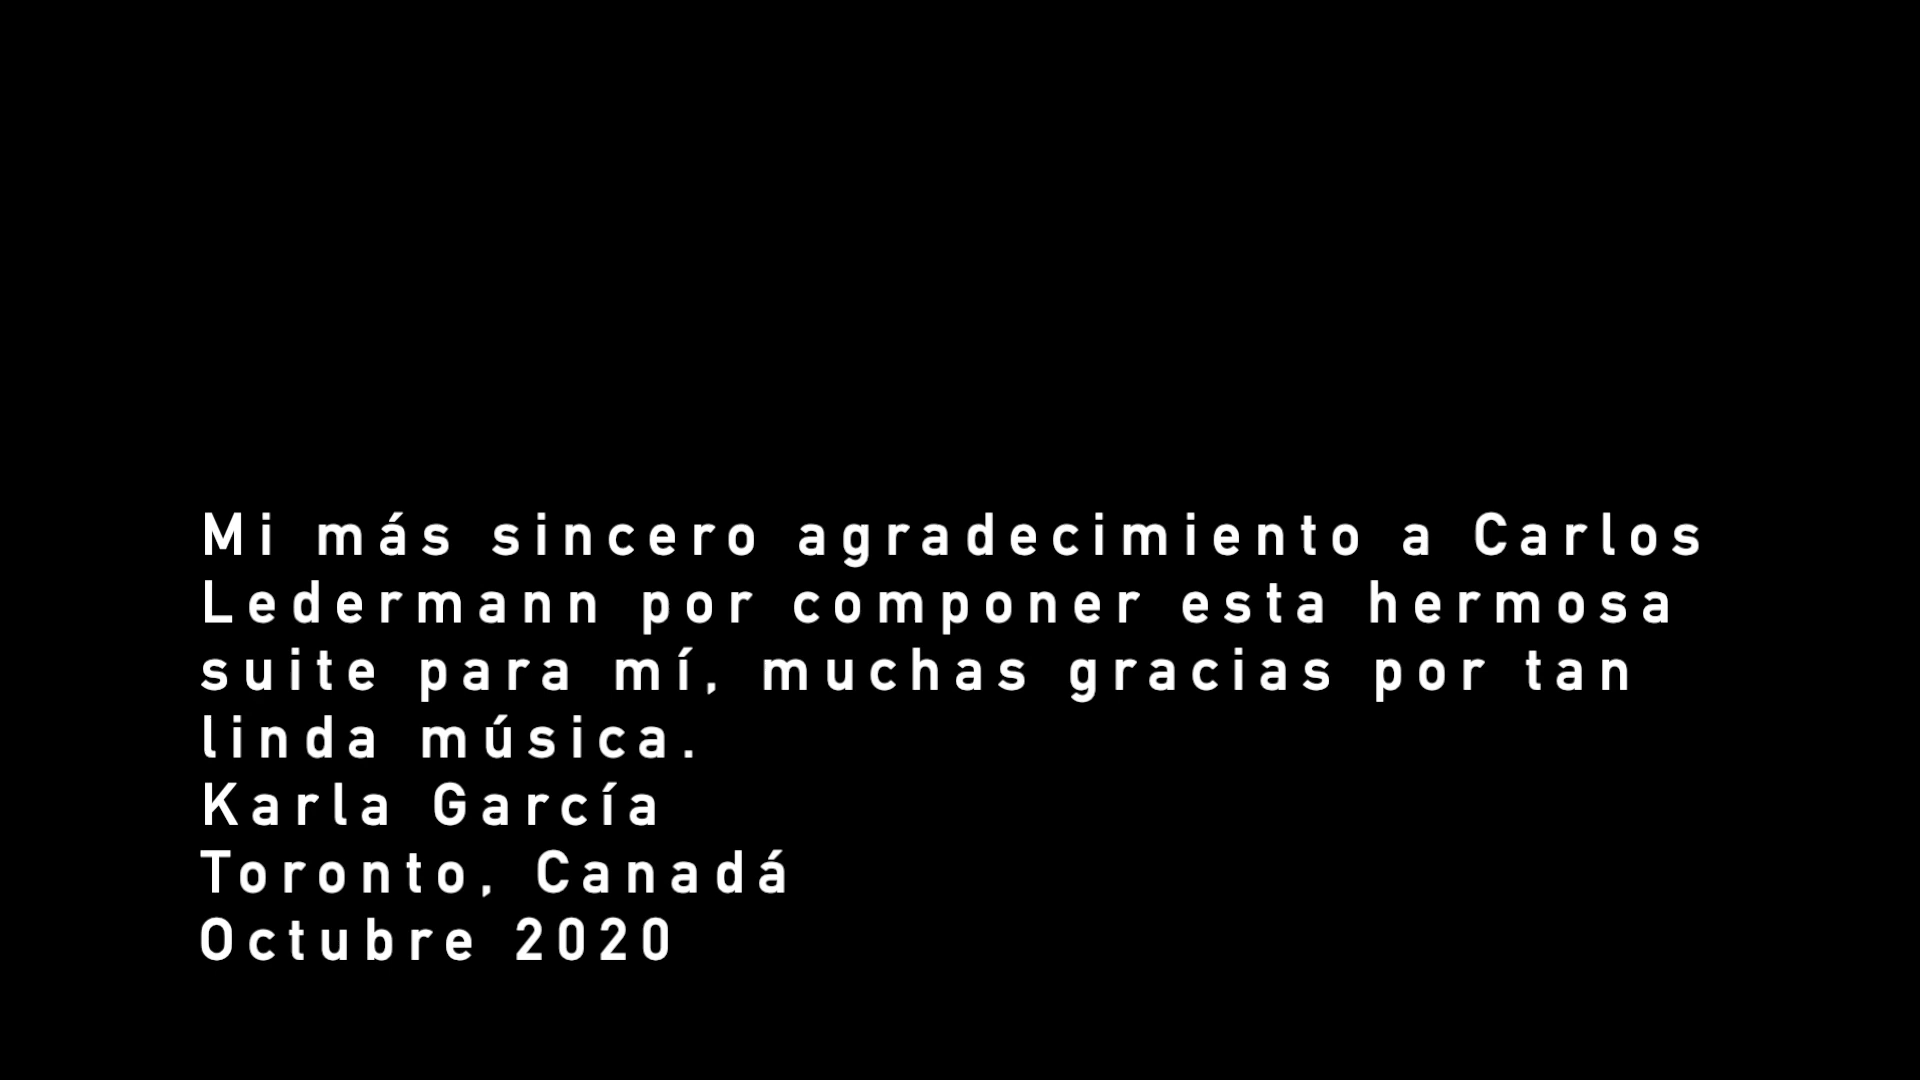 Mi más sincero agradecimiento a Carlos
Ledermann por componer esta hermosa
suite para mí, muchas gracias por tan
linda música.
Karla García
Toronto, Canadá
Octubre 2020